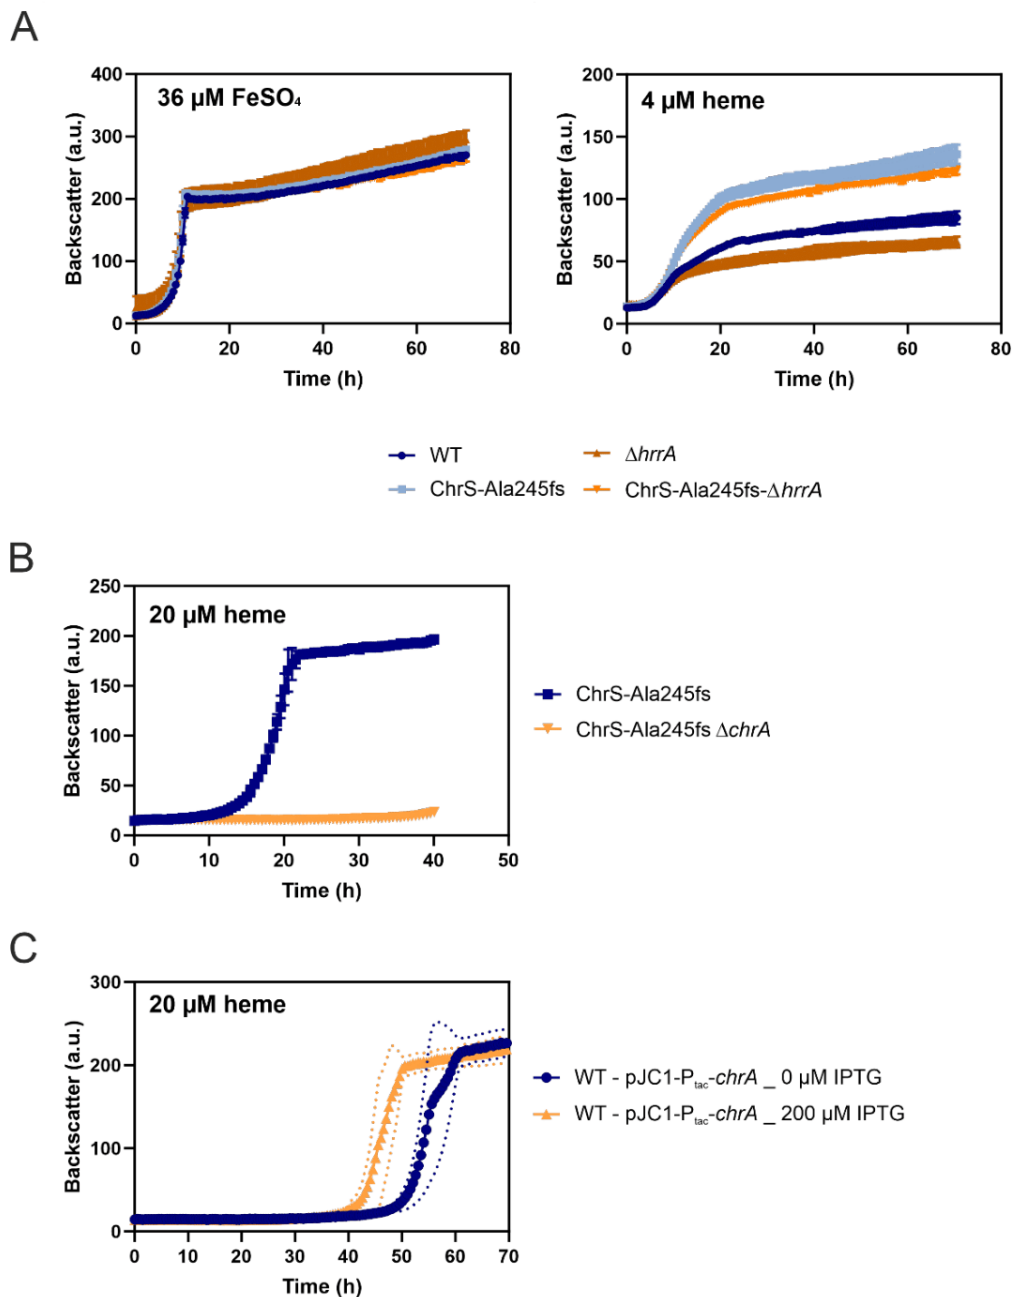 A
36 µM FeSO₄
400
300
200
100
0
Backscatter (a.u.)
0 20 40 60 80
Time (h)
4 µM heme
200
150
100
50
0
Backscatter (a.u.)
0 20 40 60 80
Time (h)
WT
ΔhrrA
ChrS-Ala245fs
ChrS-Ala245fs-ΔhrrA
B
20 µM heme
250
200
150
100
50
0
Backscatter (a.u.)
0 10 20 30 40 50
Time (h)
ChrS-Ala245fs
ChrS-Ala245fs ΔchrA
C
20 µM heme
300
200
100
0
Backscatter (a.u.)
0 10 20 30 40 50 60 70
Time (h)
WT - pJC1-Ptac-chrA _ 0 µM IPTG
WT - pJC1-Ptac-chrA _ 200 µM IPTG